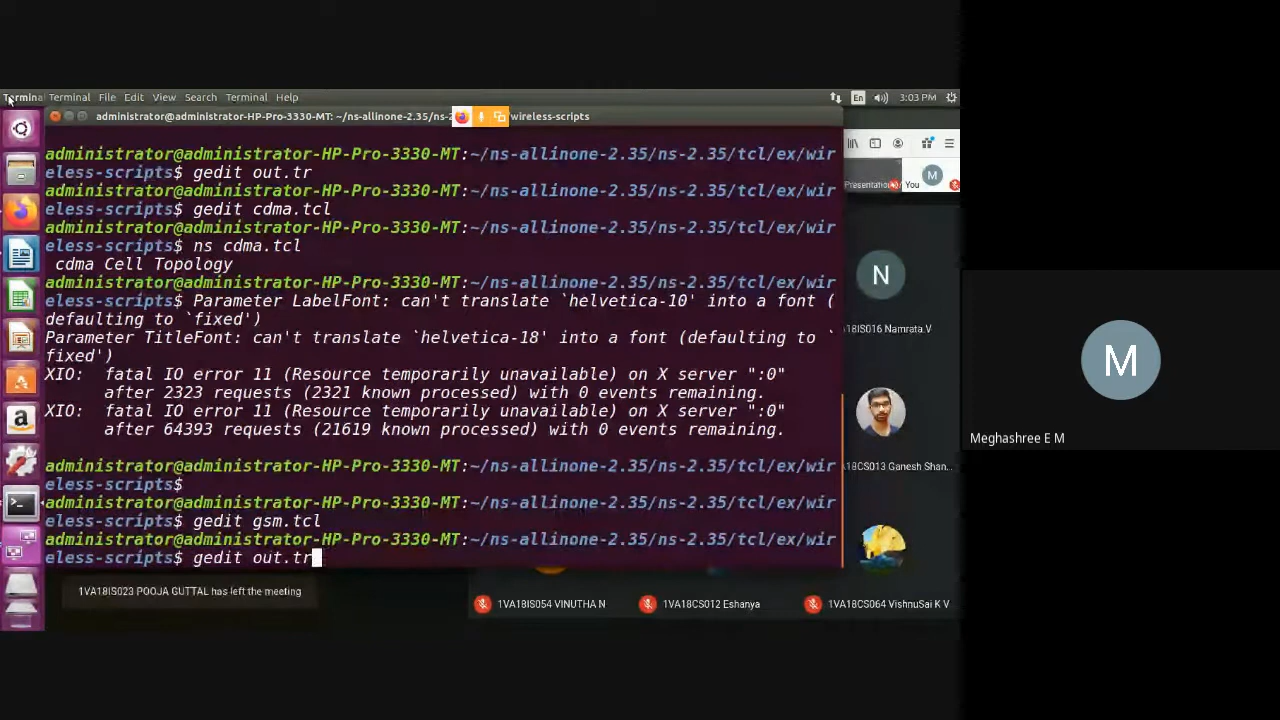 Terminal Terminal File Edit View Search Terminal Help En 3:03 PM
administrator@administrator-HP-Pro-3330-MT: ~/ns-allinone-2.35/ns-2 wireless-scripts
administrator@administrator-HP-Pro-3330-MT:~/ns-allinone-2.35/ns-2.35/tcl/ex/wir
eless-scripts$ gedit out.tr
administrator@administrator-HP-Pro-3330-MT:~/ns-allinone-2.35/ns-2.35/tcl/ex/wir
eless-scripts$ gedit cdma.tcl
administrator@administrator-HP-Pro-3330-MT:~/ns-allinone-2.35/ns-2.35/tcl/ex/wir
eless-scripts$ ns cdma.tcl
cdma Cell Topology
administrator@administrator-HP-Pro-3330-MT:~/ns-allinone-2.35/ns-2.35/tcl/ex/wir
eless-scripts$ Parameter LabelFont: can't translate `helvetica-10' into a font (
defaulting to `fixed')
Parameter TitleFont: can't translate `helvetica-18' into a font (defaulting to `
fixed')
XIO:  fatal IO error 11 (Resource temporarily unavailable) on X server ":0"
      after 2323 requests (2321 known processed) with 0 events remaining.
XIO:  fatal IO error 11 (Resource temporarily unavailable) on X server ":0"
      after 64393 requests (21619 known processed) with 0 events remaining.
administrator@administrator-HP-Pro-3330-MT:~/ns-allinone-2.35/ns-2.35/tcl/ex/wir
eless-scripts$
administrator@administrator-HP-Pro-3330-MT:~/ns-allinone-2.35/ns-2.35/tcl/ex/wir
eless-scripts$ gedit gsm.tcl
administrator@administrator-HP-Pro-3330-MT:~/ns-allinone-2.35/ns-2.35/tcl/ex/wir
eless-scripts$ gedit out.tr
Presentation You M
N
A18IS016 Namrata.V
A18CS013 Ganesh Shan...
1VA18IS023 POOJA GUTTAL has left the meeting
1VA18IS054 VINUTHA N
1VA18CS012 Eshanya
1VA18CS064 VishnuSai K V
M
Meghashree E M